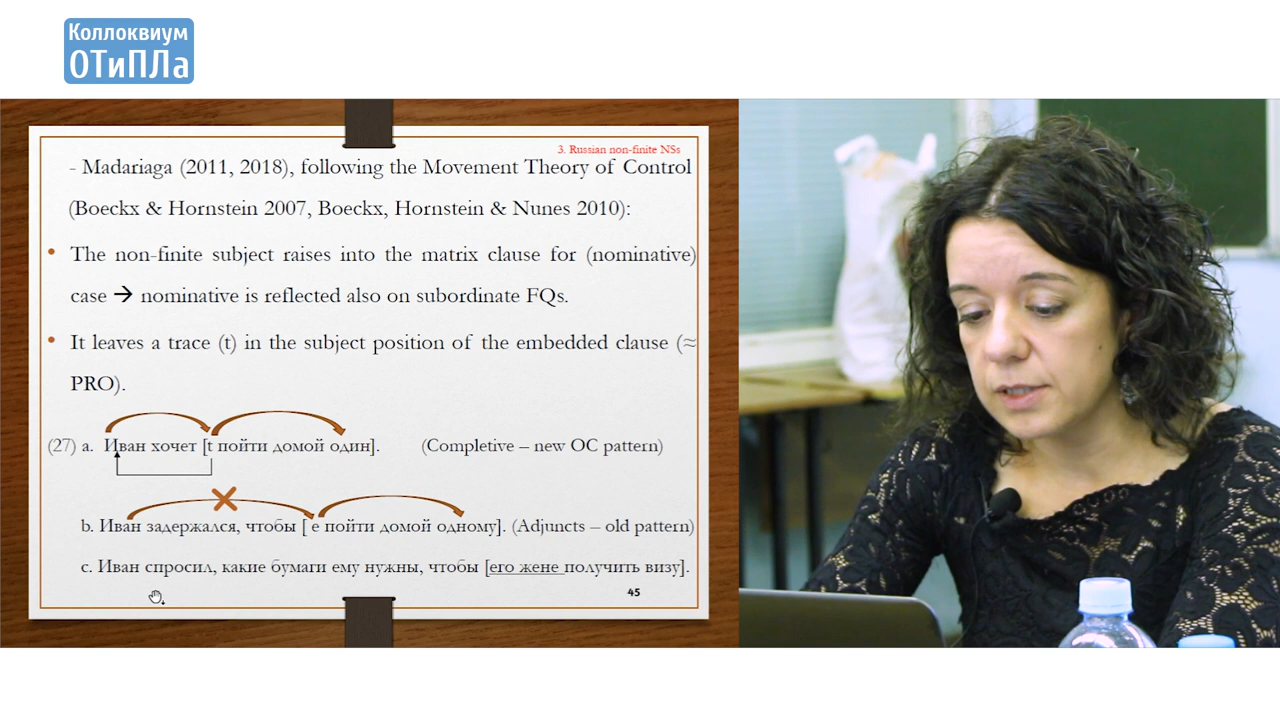 Коллоквиум
ОТиПЛа
3. Russian non-finite NSs
- Madariaga (2011, 2018), following the Movement Theory of Control
(Boeckx & Hornstein 2007, Boeckx, Hornstein & Nunes 2010):
• The non-finite subject raises into the matrix clause for (nominative)
case → nominative is reflected also on subordinate FQs.
• It leaves a trace (t) in the subject position of the embedded clause (≈
PRO).
(27) a. Иван хочет [t пойти домой один]. (Completive – new OC pattern)
b. Иван задержался, чтобы [ e пойти домой одному]. (Adjuncts – old pattern)
c. Иван спросил, какие бумаги ему нужны, чтобы [его жене получить визу].
45